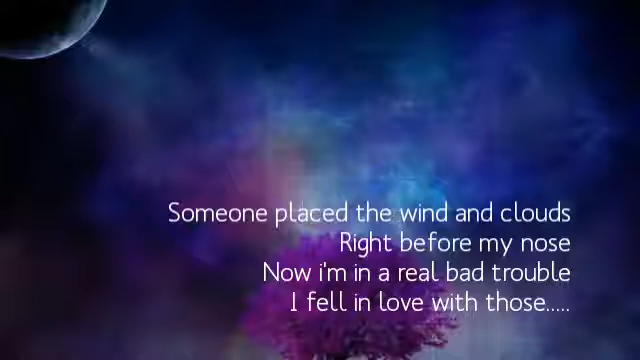 Someone placed the wind and clouds
Right before my nose
Now i'm in a real bad trouble
I fell in love with those.....